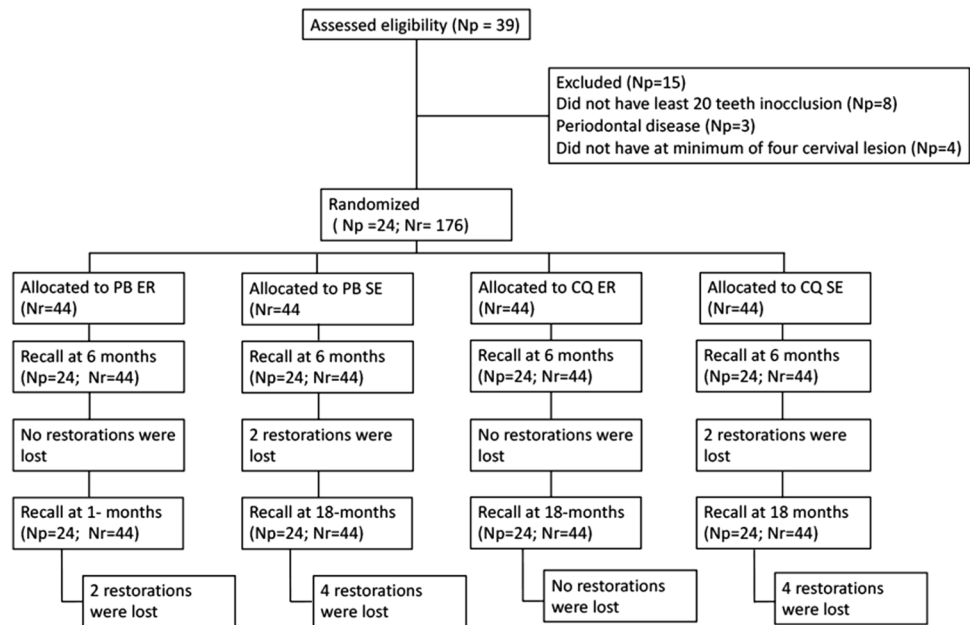 Assessed eligibility (Np = 39)
Excluded (Np=15)
Did not have least 20 teeth inocclusion (Np=8)
Periodontal disease (Np=3)
Did not have at minimum of four cervival lesion (Np=4)
Randomized
( Np =24; Nr= 176)
Allocated to PB ER
(Nr=44)
Allocated to PB SE
(Nr=44
Allocated to CQ ER
(Nr=44)
Allocated to CQ SE
(Nr=44)
Recall at 6 months
(Np=24; Nr=44)
Recall at 6 months
(Np=24; Nr=44)
Recall at 6 months
(Np=24; Nr=44)
Recall at 6 months
(Np=24; Nr=44)
No restorations were
lost
2 restorations were
lost
No restorations were
lost
2 restorations were
lost
Recall at 1- months
(Np=24; Nr=44)
Recall at 18-months
(Np=24; Nr=44)
Recall at 18-months
(Np=24; Nr=44)
Recall at 18 months
(Np=24; Nr=44)
2 restorations
were lost
4 restorations
were lost
No restorations
were lost
4 restorations
were lost